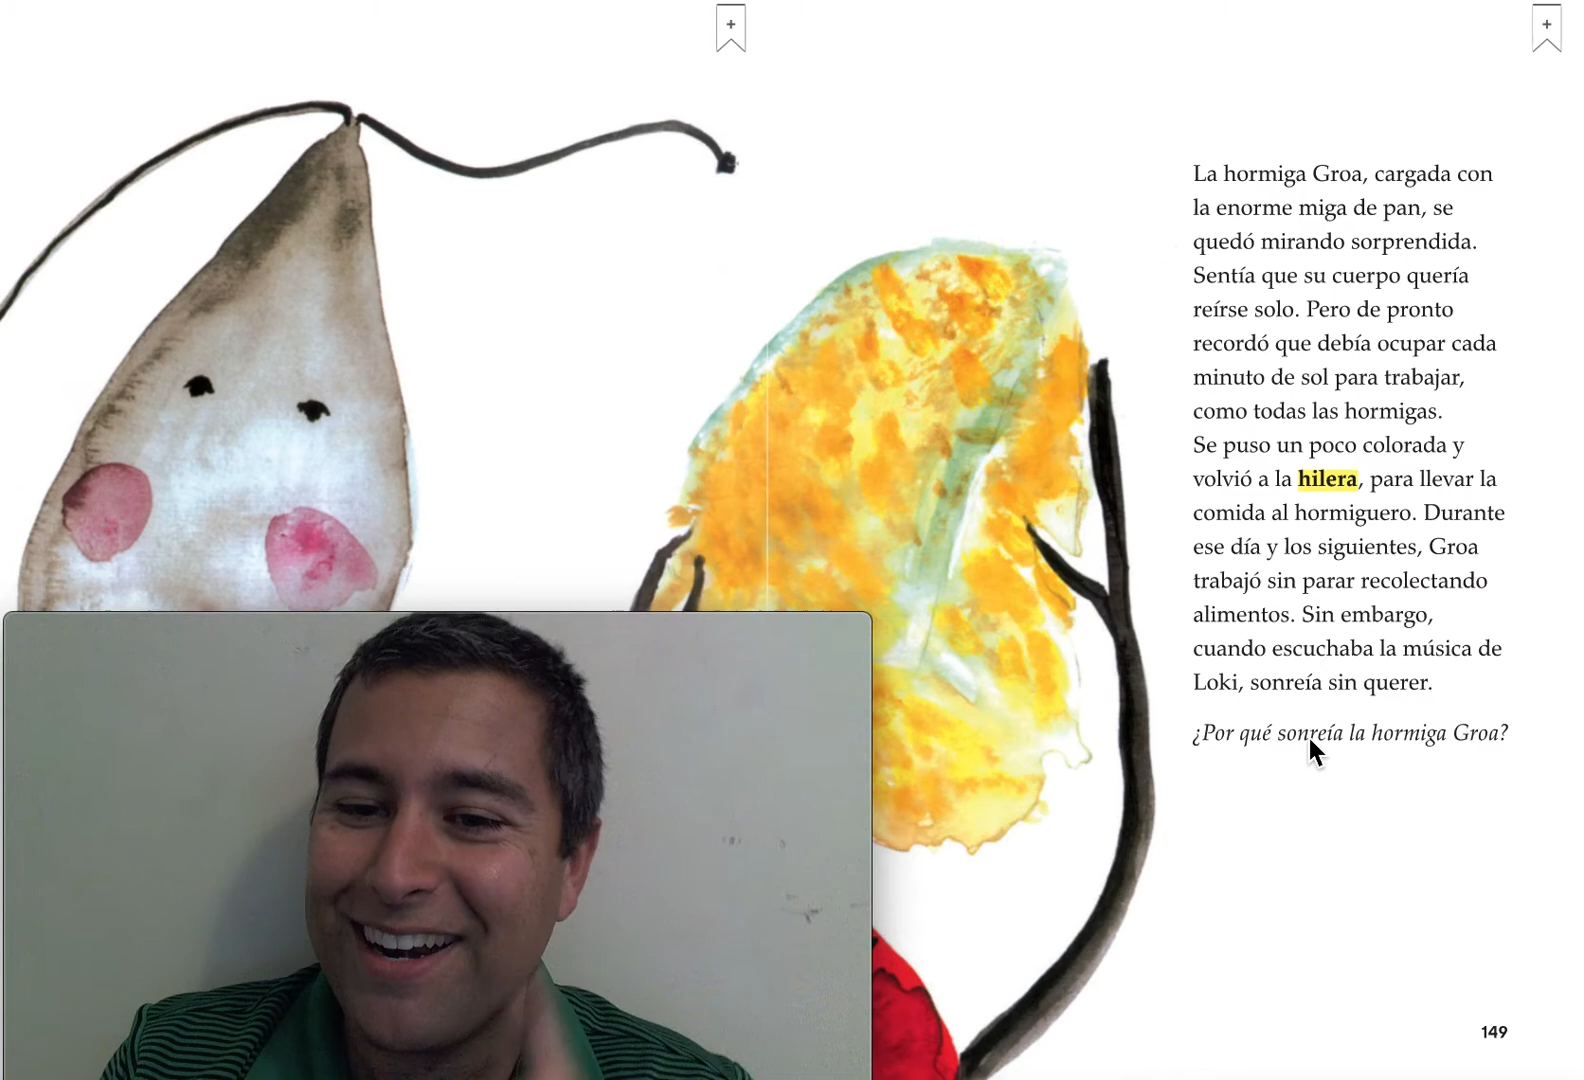 La hormiga Groa, cargada con
la enorme miga de pan, se
quedó mirando sorprendida.
Sentía que su cuerpo quería
reírse solo. Pero de pronto
recordó que debía ocupar cada
minuto de sol para trabajar,
como todas las hormigas.
Se puso un poco colorada y
volvió a la hilera, para llevar la
comida al hormiguero. Durante
ese día y los siguientes, Groa
trabajó sin parar recolectando
alimentos. Sin embargo,
cuando escuchaba la música de
Loki, sonreía sin querer.
¿Por qué sonreía la hormiga Groa?
149